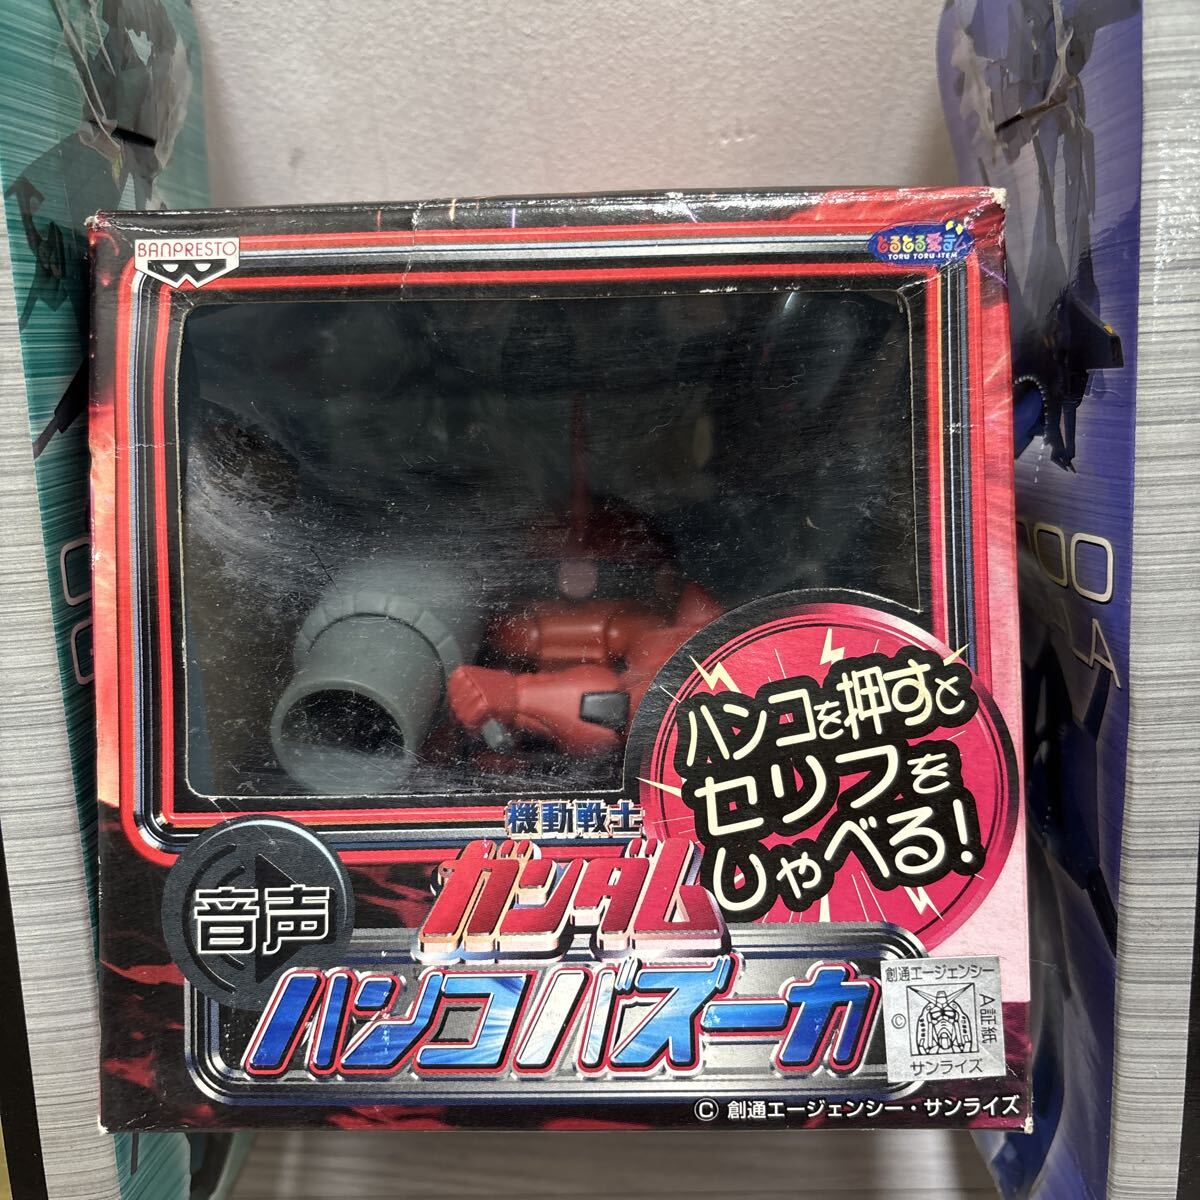 BANPRESTO
とるとる愛テム
TORU TORU ITEM
ハンコを押すと
セリフを
しゃべる!
機動戦士
ガンダム
音声
ハンコバズーカ
創通エージェンシー
A証紙
©
サンライズ
© 創通エージェンシー・サンライズ